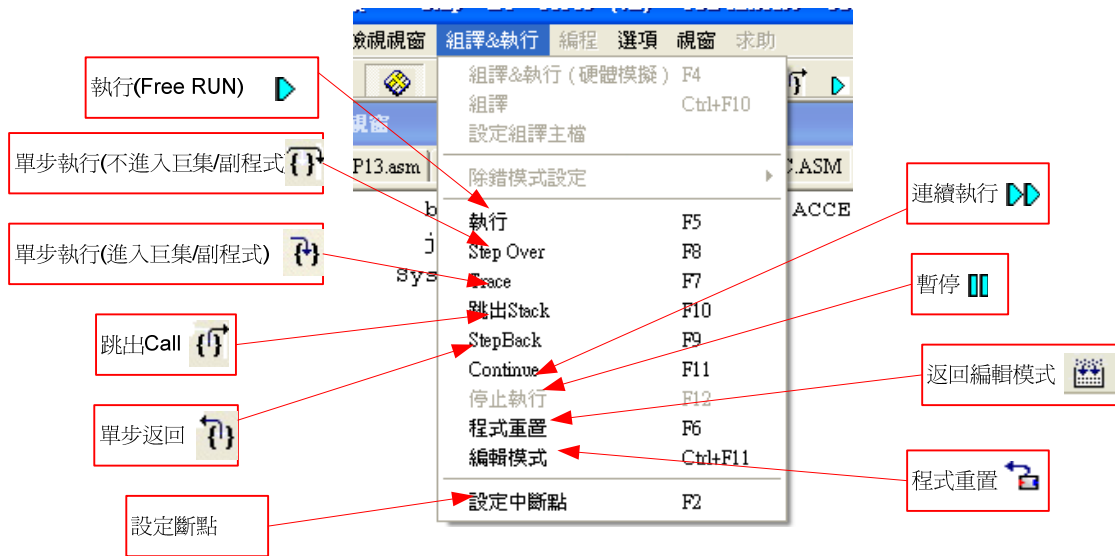 檢視視窗 組譯&執行 編程 選項 視窗 求助
組譯&執行 ( 硬體模擬 ) F4
組譯 Ctrl+F10
設定組譯主檔
視窗
P13.asm
C.ASM
除錯模式設定
b
ACCE
j
Sys
執行 F5
Step Over F8
Trace F7
跳出Stack F10
StepBack F9
Continue F11
停止執行 F12
程式重置 F6
編輯模式 Ctrl+F11
設定中斷點 F2
執行(Free RUN)
單步執行(不進入巨集/副程式
單步執行(進入巨集/副程式)
跳出Call
單步返回
設定斷點
連續執行
暫停
返回編輯模式
程式重置